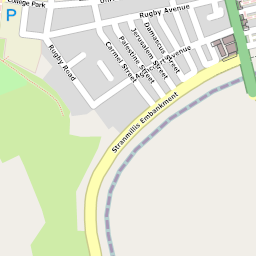 College Park
Rugby Avenue
P
Rugby Road
Carmel Street
Palestine Street
Jerusalem Street
Damascus Street
Stranmillis Embankment